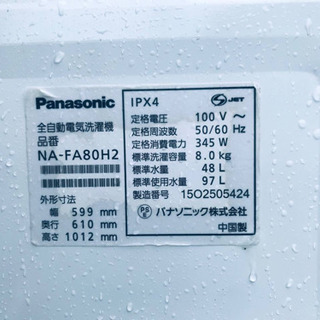 Panasonic
全自動電気洗濯機
品番
NA-FA80H2
外形寸法
幅 599 mm
奥行 610 mm
高さ 1012 mm
IPX4
S-JET
定格電圧 100 V ～
定格周波数 50/60 Hz
定格消費電力 345 W
標準洗濯容量 8.0 kg
標準水量 48 L
標準使用水量 97 L
製造番号 15O2505424
PS E パナソニック株式会社
中国製